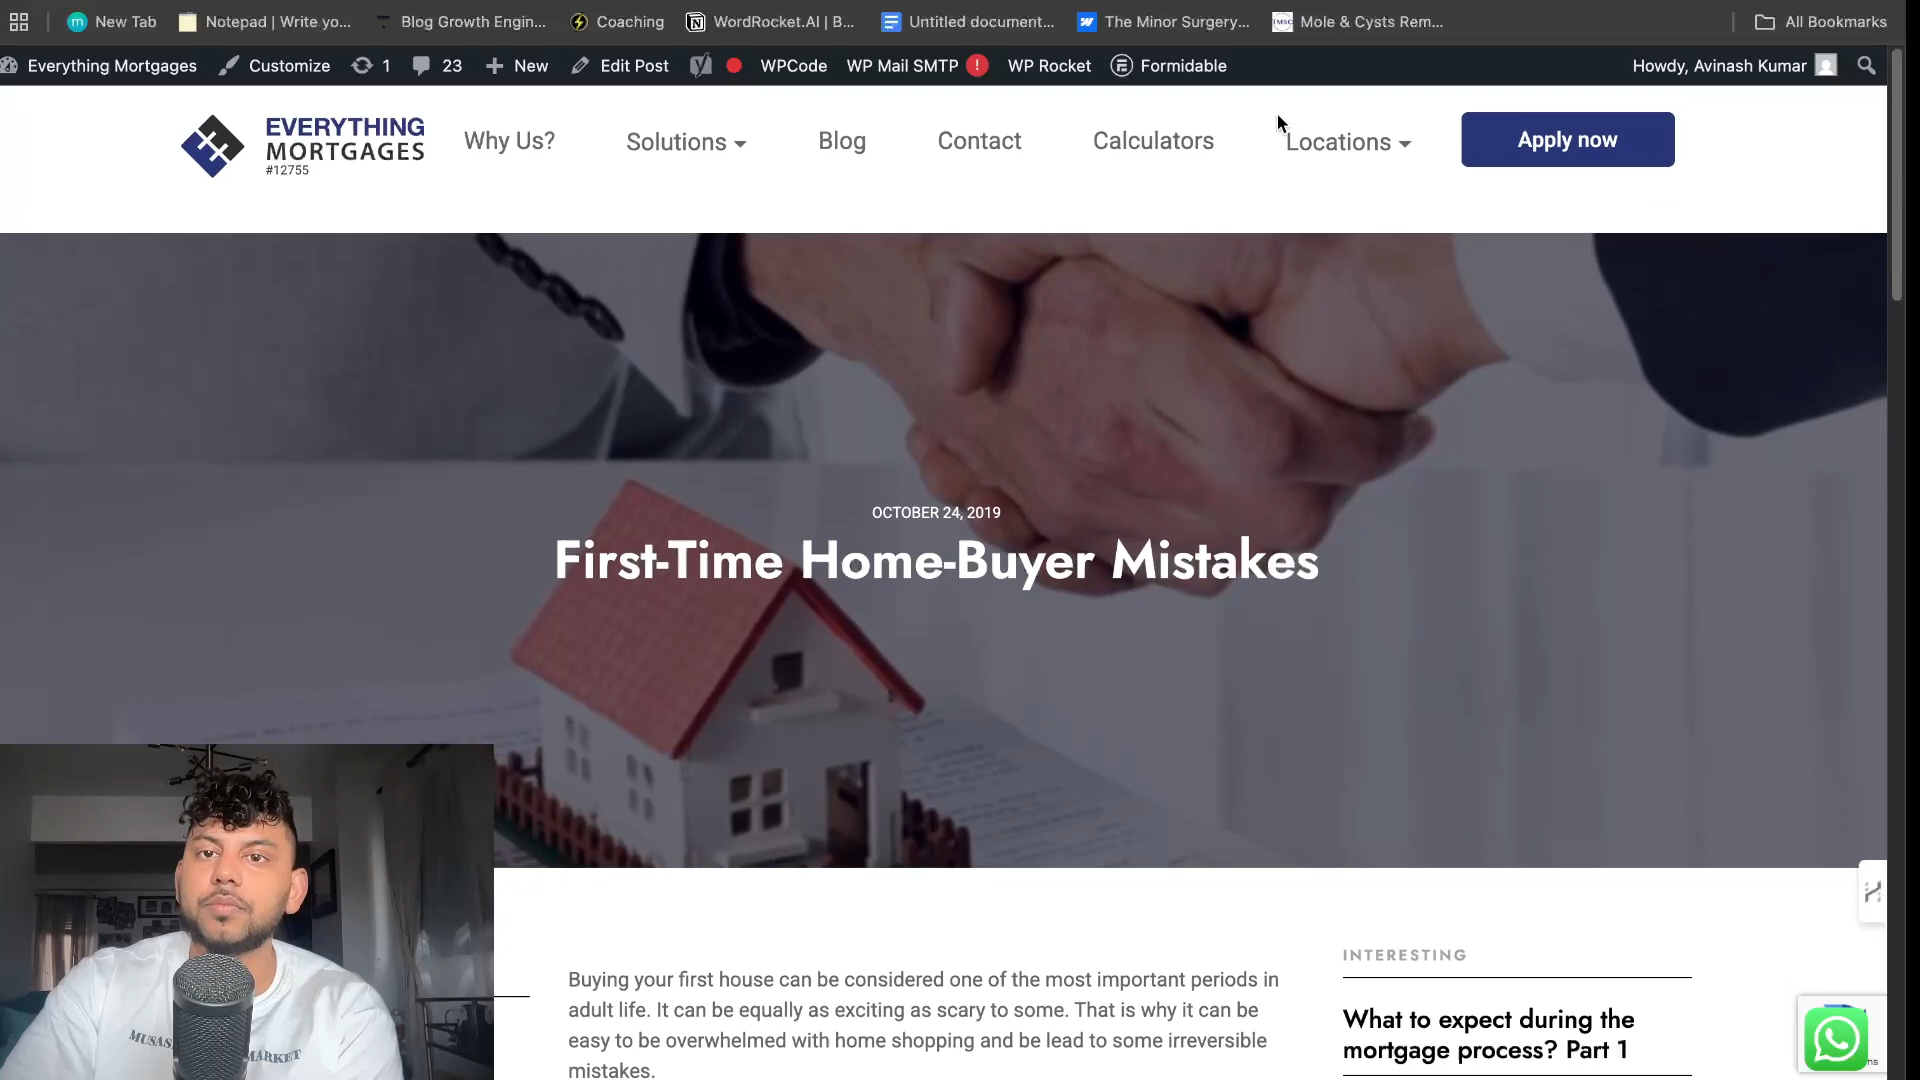 New Tab
Notepad | Write yo...
Blog Growth Engin...
Coaching
WordRocket.AI | B...
Untitled document...
The Minor Surgery...
TMSC
Mole & Cysts Rem...
All Bookmarks
Everything Mortgages
Customize
1
23
New
Edit Post
WPCode
WP Mail SMTP !
WP Rocket
Formidable
Howdy, Avinash Kumar
EVERYTHING
MORTGAGES
#12755
Why Us?
Solutions
Blog
Contact
Calculators
Locations
Apply now
OCTOBER 24, 2019
First-Time Home-Buyer Mistakes
Buying your first house can be considered one of the most important periods in
adult life. It can be equally as exciting as scary to some. That is why it can be
easy to be overwhelmed with home shopping and be lead to some irreversible
mistakes.
INTERESTING
What to expect during the
mortgage process? Part 1
MARKET